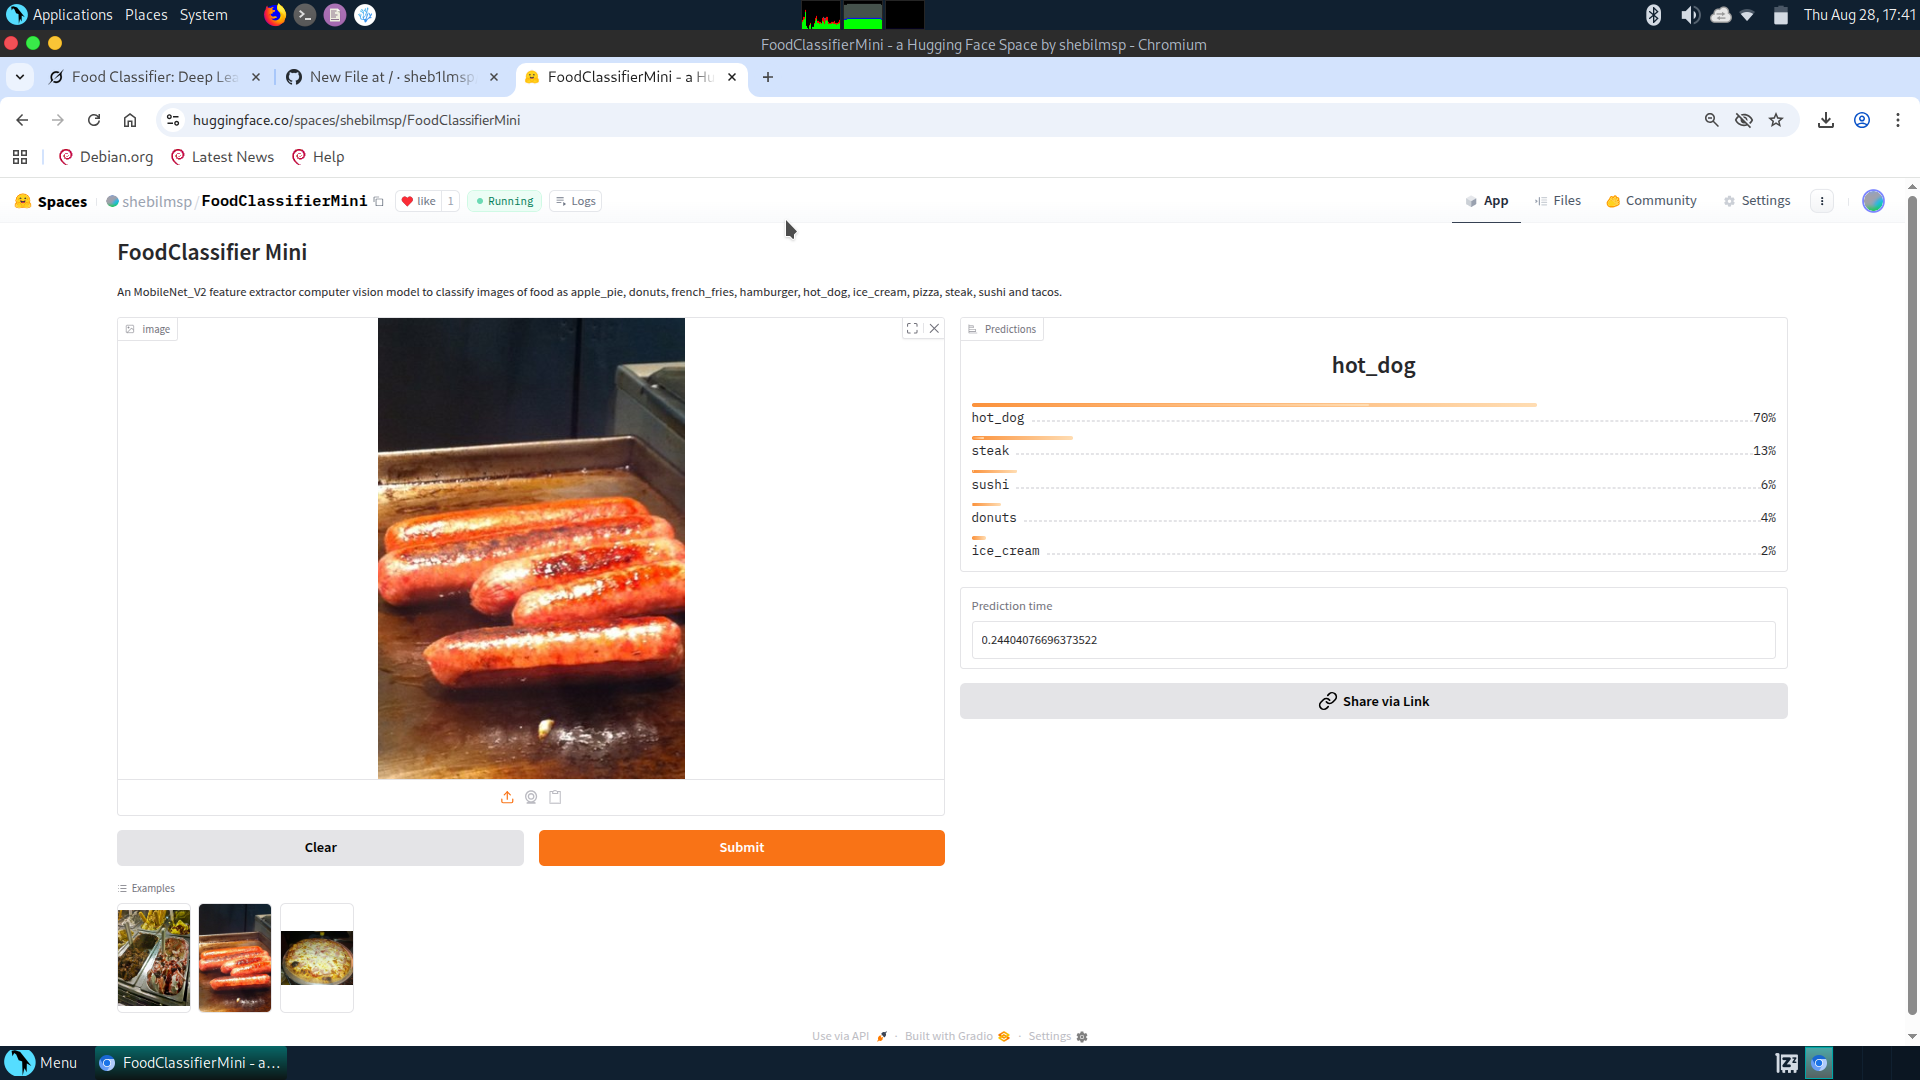 Applications Places System
Thu Aug 28, 17:41
FoodClassifierMini - a Hugging Face Space by shebilmsp - Chromium
Food Classifier: Deep Lea
New File at / · sheb1lmsp
FoodClassifierMini - a Hu
huggingface.co/spaces/shebilmsp/FoodClassifierMini
Debian.org Latest News Help
Spaces shebilmsp/FoodClassifierMini like 1 Running Logs
App Files Community Settings
FoodClassifier Mini
An MobileNet_V2 feature extractor computer vision model to classify images of food as apple_pie, donuts, french_fries, hamburger, hot_dog, ice_cream, pizza, steak, sushi and tacos.
image
Predictions
hot_dog
hot_dog 70%
steak 13%
sushi 6%
donuts 4%
ice_cream 2%
Prediction time
0.24404076696373522
Share via Link
Clear
Submit
Examples
Use via API · Built with Gradio · Settings
Menu
FoodClassifierMini - a...